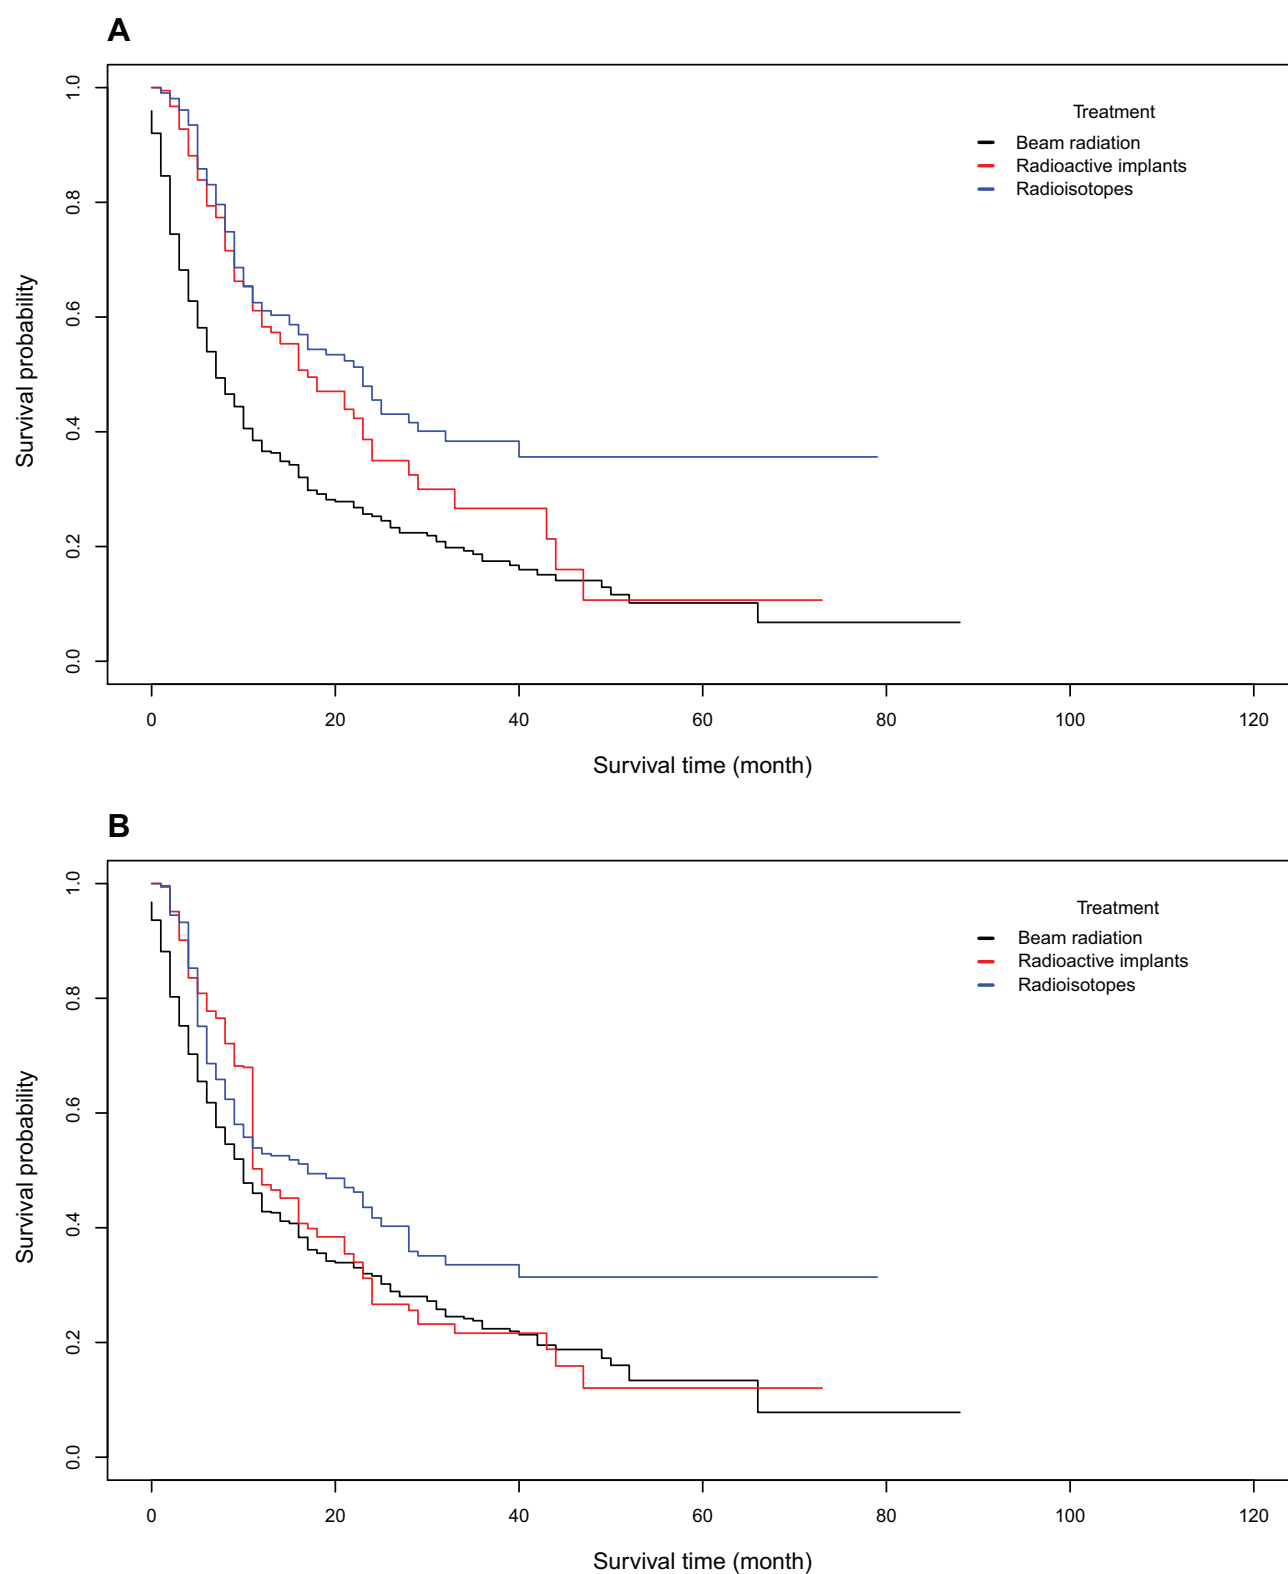 A
Treatment
Beam radiation
Radioactive implants
Radioisotopes
Survival probability
1.0
0.8
0.6
0.4
0.2
0.0
0 20 40 60 80 100 120
Survival time (month)
B
Treatment
Beam radiation
Radioactive implants
Radioisotopes
Survival probability
1.0
0.8
0.6
0.4
0.2
0.0
0 20 40 60 80 100 120
Survival time (month)